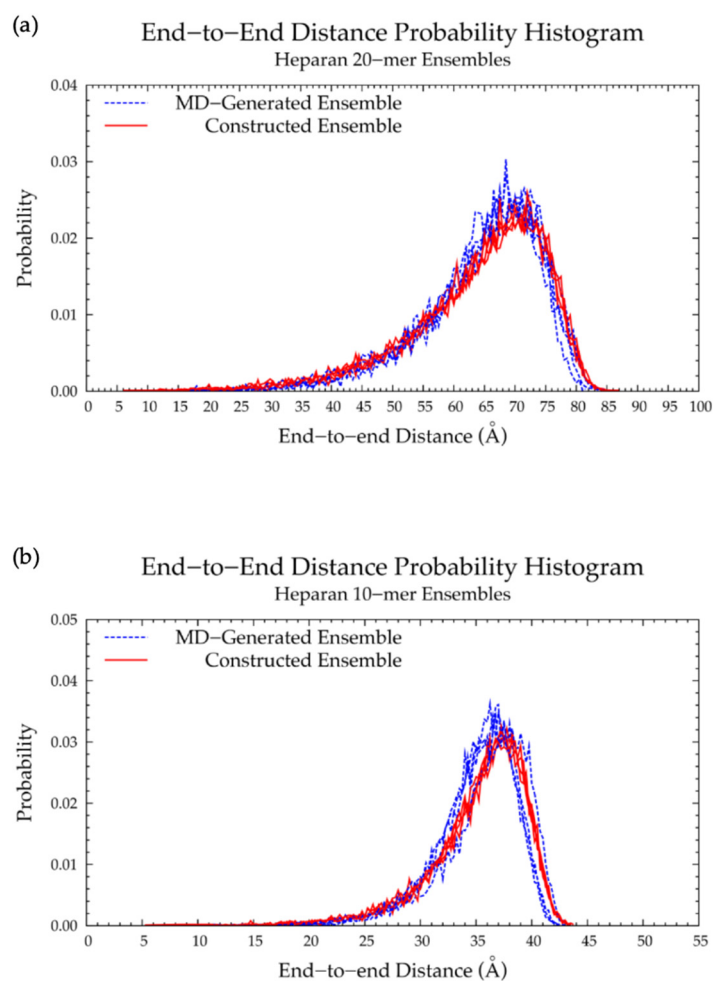 (a)
End−to−End Distance Probability Histogram
Heparan 20−mer Ensembles
0.04
MD−Generated Ensemble
Constructed Ensemble
0.03
Probability
0.02
0.01
0.00
0 5 10 15 20 25 30 35 40 45 50 55 60 65 70 75 80 85 90 95 100
End−to−end Distance (Å)
(b)
End−to−End Distance Probability Histogram
Heparan 10−mer Ensembles
0.05
MD−Generated Ensemble
Constructed Ensemble
0.04
0.03
Probability
0.02
0.01
0.00
0 5 10 15 20 25 30 35 40 45 50 55
End−to−end Distance (Å)